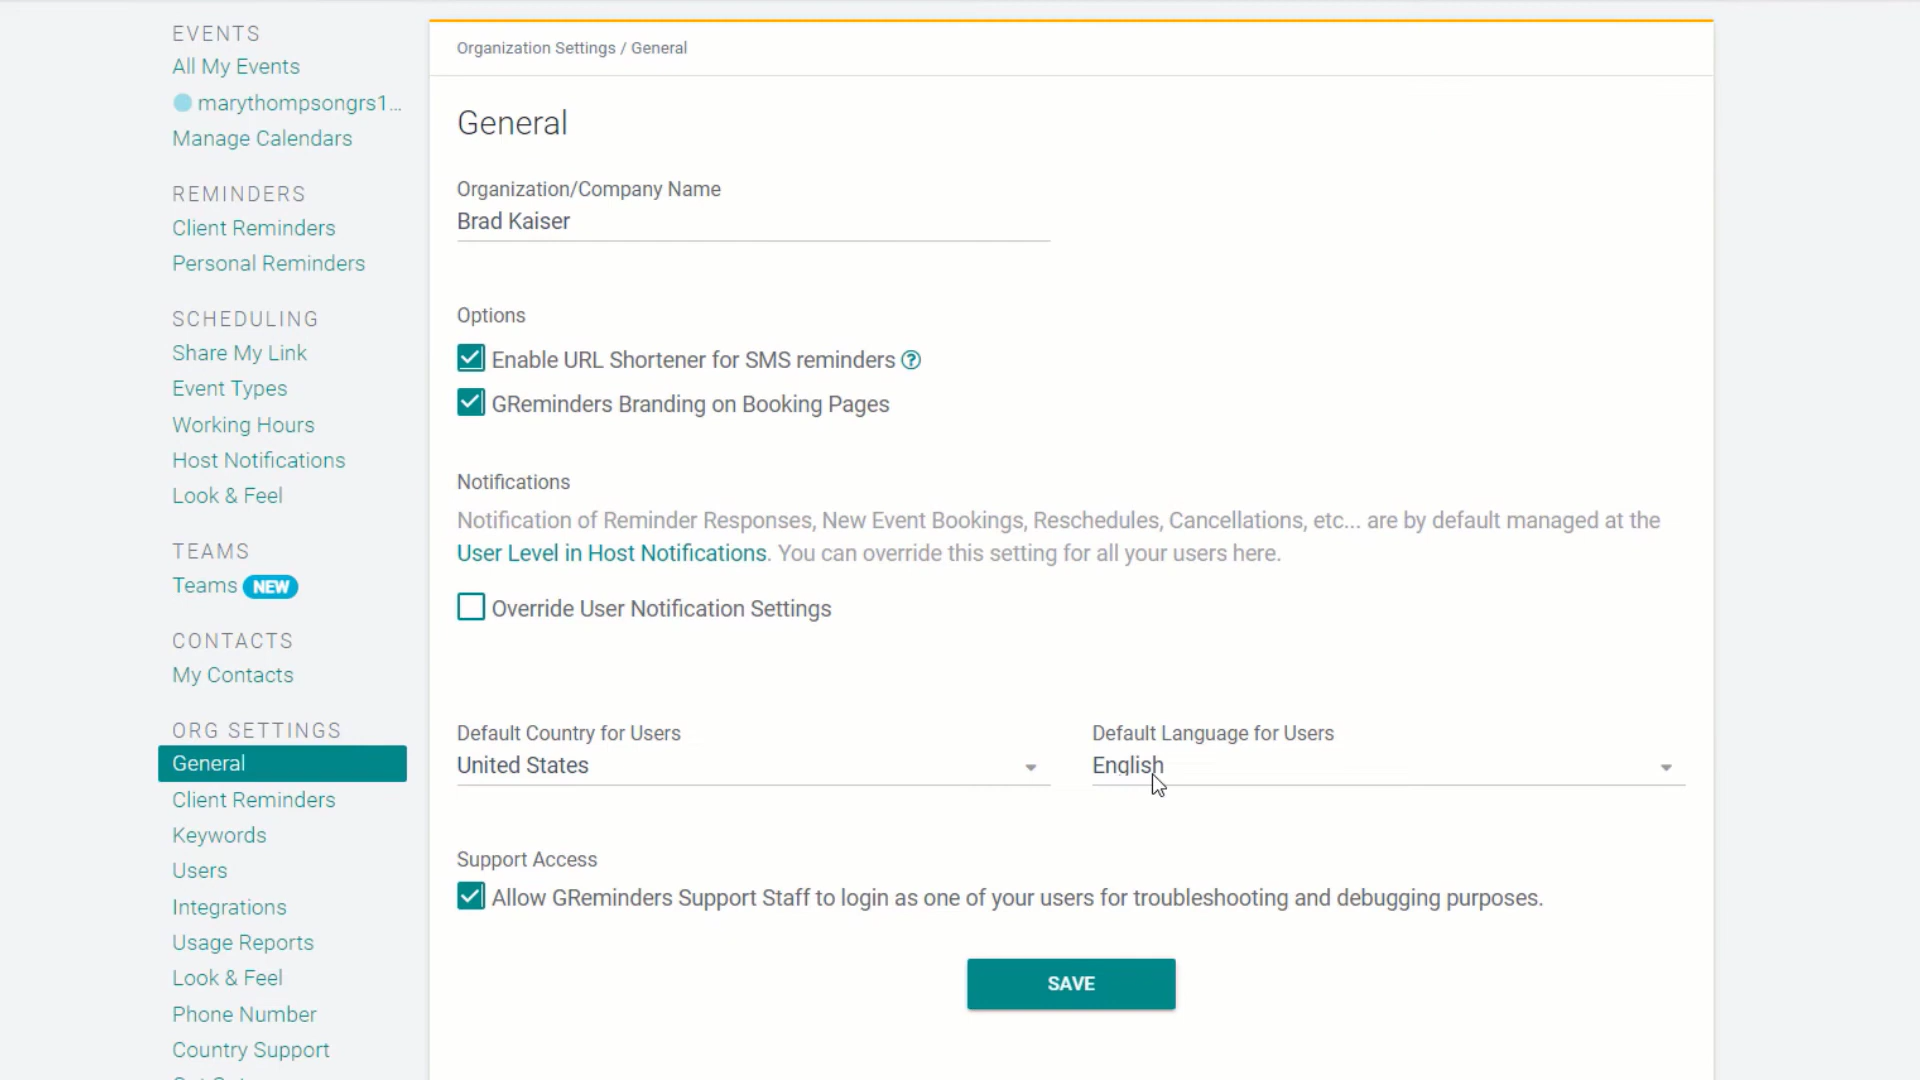 EVENTS
All My Events
marythompsongrs1...
Manage Calendars
REMINDERS
Client Reminders
Personal Reminders
SCHEDULING
Share My Link
Event Types
Working Hours
Host Notifications
Look & Feel
TEAMS
Teams NEW
CONTACTS
My Contacts
ORG SETTINGS
General
Client Reminders
Keywords
Users
Integrations
Usage Reports
Look & Feel
Phone Number
Country Support
Organization Settings / General
General
Organization/Company Name
Brad Kaiser
Options
Enable URL Shortener for SMS reminders ?
GReminders Branding on Booking Pages
Notifications
Notification of Reminder Responses, New Event Bookings, Reschedules, Cancellations, etc... are by default managed at the
User Level in Host Notifications. You can override this setting for all your users here.
Override User Notification Settings
Default Country for Users
United States
Default Language for Users
English
Support Access
Allow GReminders Support Staff to login as one of your users for troubleshooting and debugging purposes.
SAVE